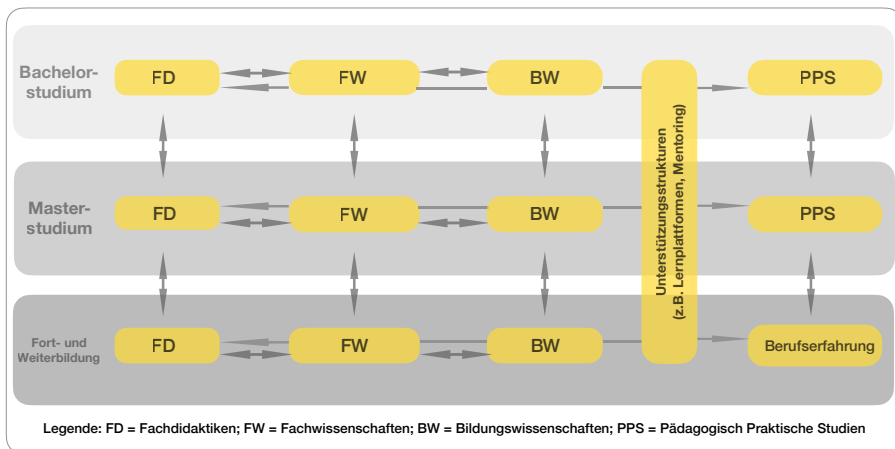 Bachelor-
studium
FD
FW
BW
PPS
Unterstützungsstrukturen
(z.B. Lernplattformen, Mentoring)
Master-
studium
FD
FW
BW
PPS
Fort- und
Weiterbildung
FD
FW
BW
Berufserfahrung
Legende: FD = Fachdidaktiken; FW = Fachwissenschaften; BW = Bildungswissenschaften; PPS = Pädagogisch Praktische Studien